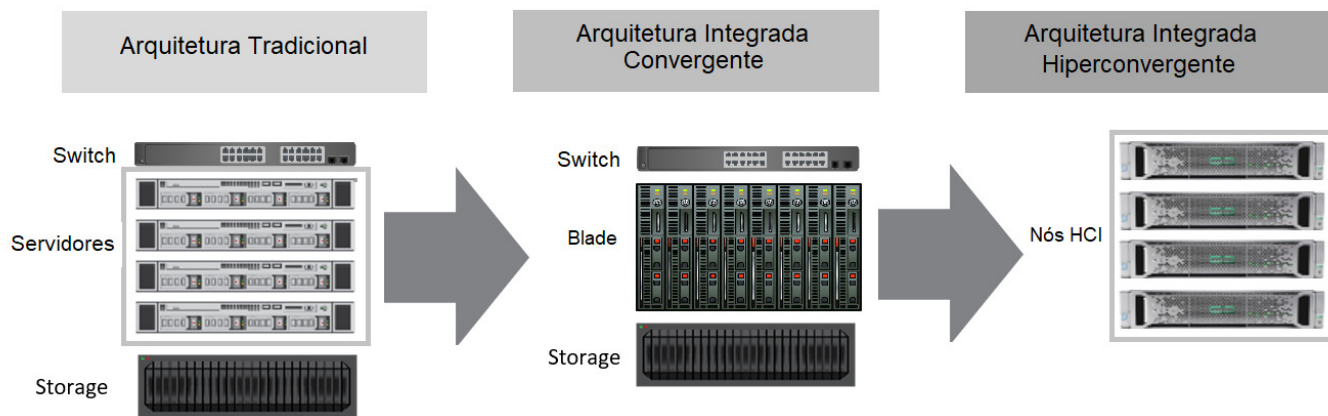 Arquitetura Tradicional
Arquitetura Integrada
Convergente
Arquitetura Integrada
Hiperconvergente
Switch
Servidores
Storage
Switch
Blade
Storage
Nós HCI